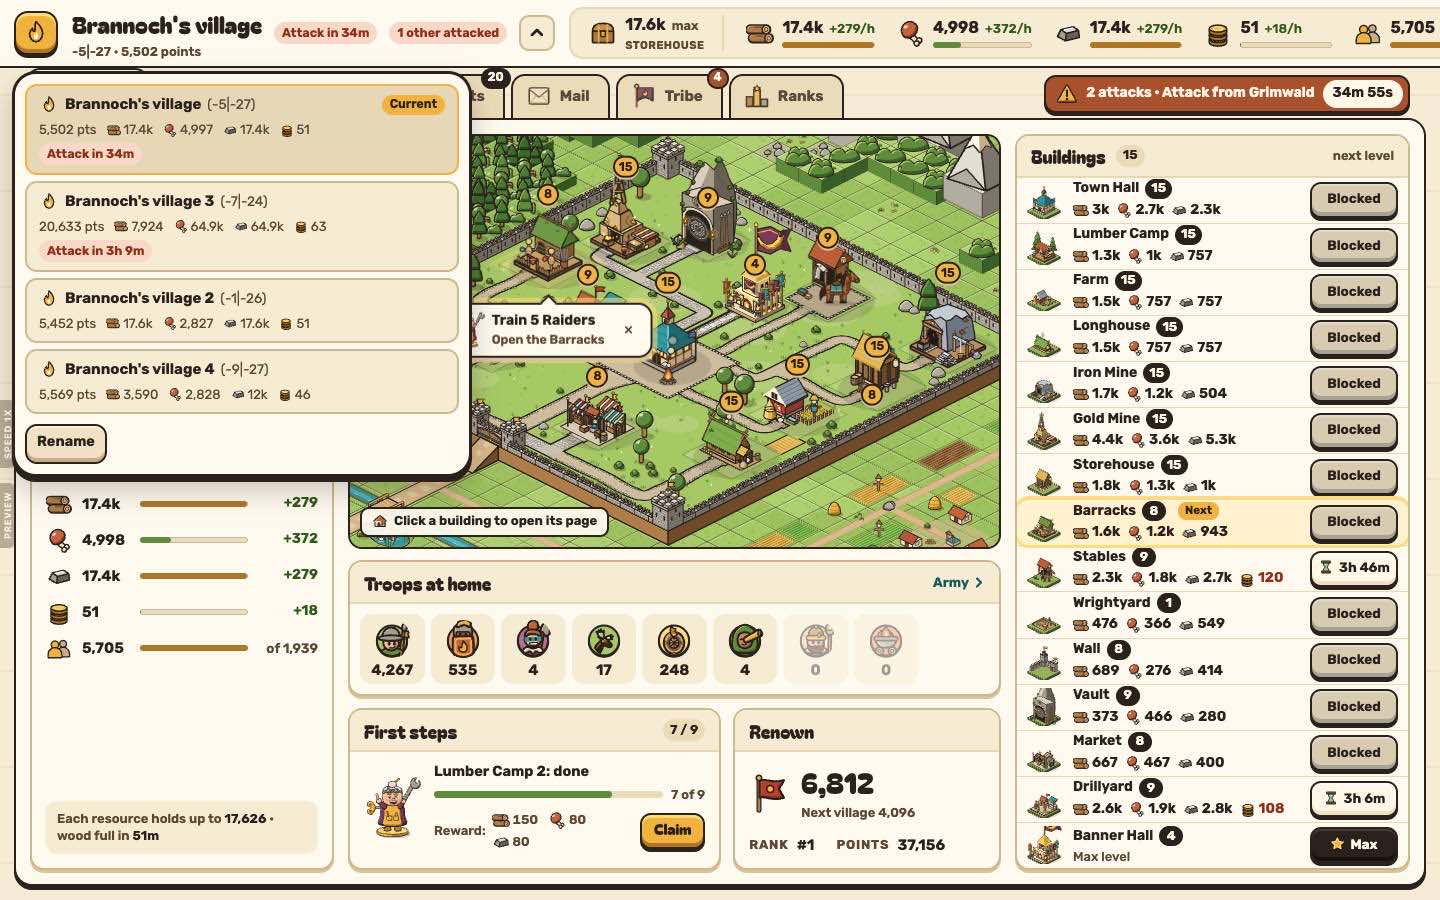 Brannoch's village
Attack in 34m
1 other attacked
-5|-27 • 5,502 points
17.6k max
STOREHOUSE
17.4k +279/h
4,998 +372/h
17.4k +279/h
51 +18/h
5,705
Brannoch's village (-5|-27)
Current
5,502 pts 17.4k 4,997 17.4k 51
Attack in 34m
Brannoch's village 3 (-7|-24)
20,633 pts 7,924 64.9k 64.9k 63
Attack in 3h 9m
Brannoch's village 2 (-1|-26)
5,452 pts 17.6k 2,827 17.6k 51
Brannoch's village 4 (-9|-27)
5,569 pts 3,590 2,828 12k 46
Rename
SPEED 1X
PREVIEW
ts
20
Mail
Tribe
4
Ranks
2 attacks • Attack from Grimwald
34m 55s
17.4k +279
4,998 +372
17.4k +279
51 +18
5,705 of 1,939
Each resource holds up to 17,626 •
wood full in 51m
15
8
9
9
4
9
15
15
15
15
8
8
15
Train 5 Raiders
Open the Barracks
×
Click a building to open its page
Troops at home
Army
4,267
535
4
17
248
4
0
0
First steps
7 / 9
Lumber Camp 2: done
7 of 9
Reward: 150 80
80
Claim
Renown
6,812
Next village 4,096
RANK #1 POINTS 37,156
Buildings 15
next level
Town Hall 15
3k 2.7k 2.3k
Blocked
Lumber Camp 15
1.3k 1k 757
Blocked
Farm 15
1.5k 757 757
Blocked
Longhouse 15
1.5k 757 757
Blocked
Iron Mine 15
1.7k 1.2k 504
Blocked
Gold Mine 15
4.4k 3.6k 5.3k
Blocked
Storehouse 15
1.8k 1.3k 1k
Blocked
Barracks 8 Next
1.6k 1.2k 943
Blocked
Stables 9
2.3k 1.8k 2.7k 120
3h 46m
Wrightyard 1
476 366 549
Blocked
Wall 8
689 276 414
Blocked
Vault 9
373 466 280
Blocked
Market 8
667 467 400
Blocked
Drillyard 9
2.6k 1.9k 2.8k 108
3h 6m
Banner Hall 4
Max level
Max